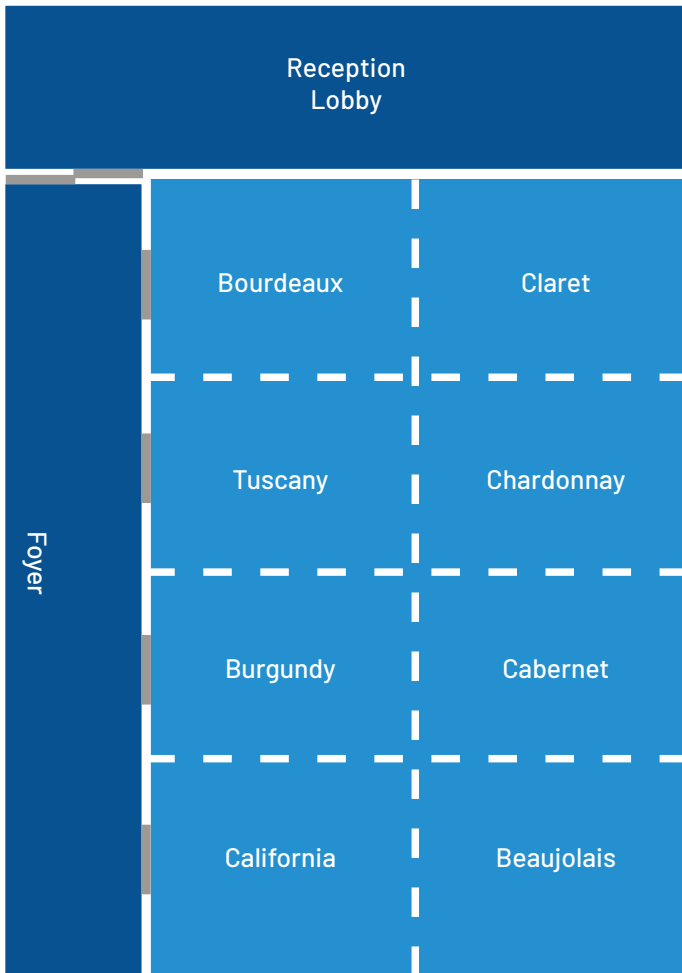 Reception
Lobby
Bourdeaux
Claret
Tuscany
Chardonnay
Foyer
Burgundy
Cabernet
California
Beaujolais